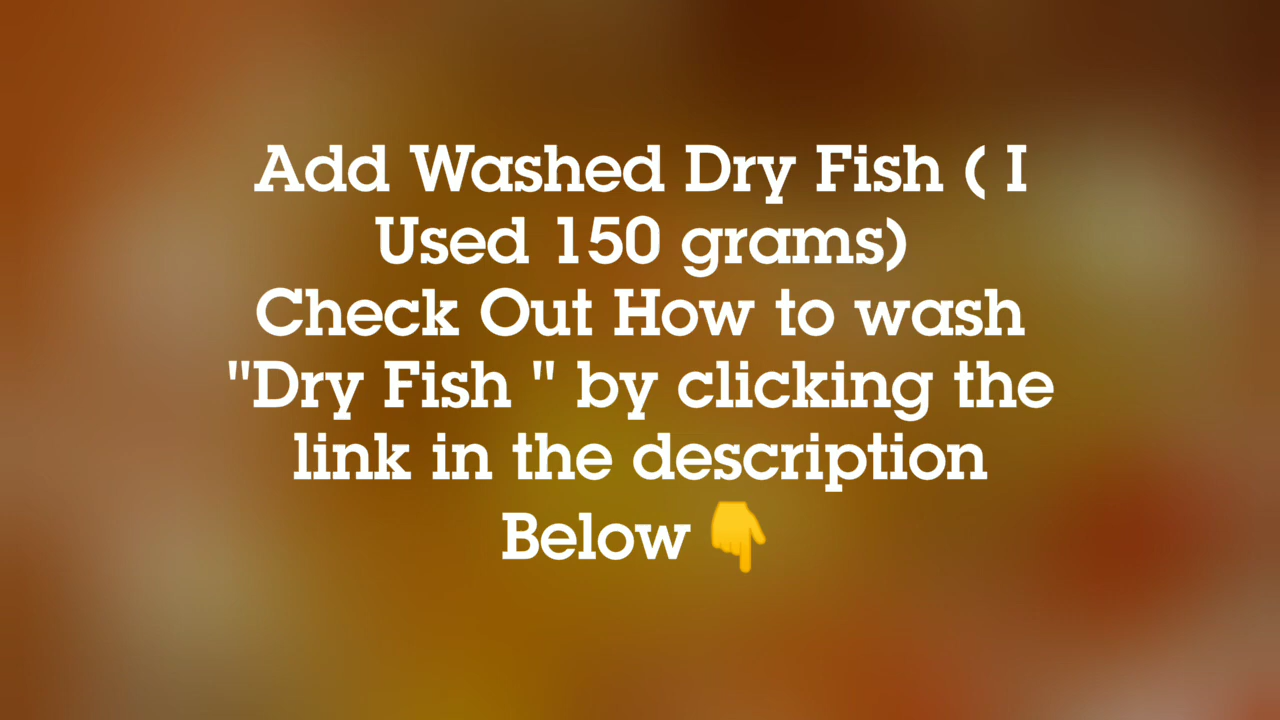 Add Washed Dry Fish ( I
Used 150 grams)
Check Out How to wash
"Dry Fish " by clicking the
link in the description
Below 👇